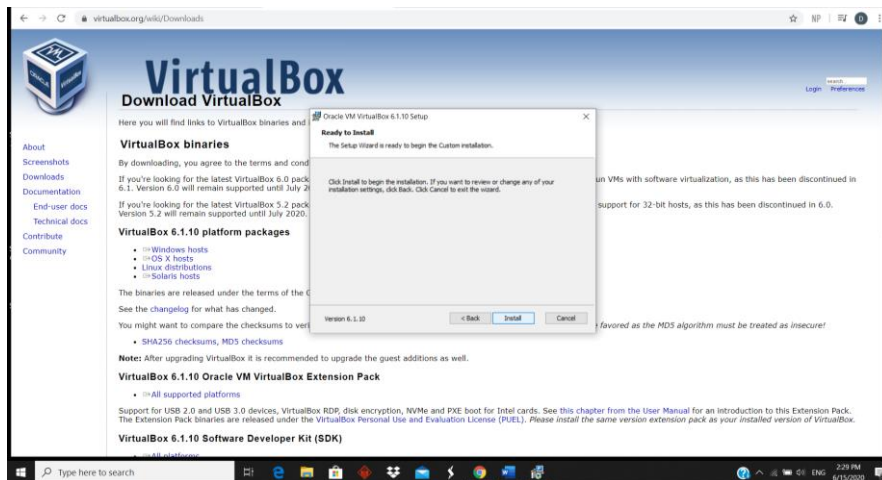 virtualbox.org/wiki/Downloads
NP
D
VirtualBox
search
Login Preferences
Download VirtualBox
Here you will find links to VirtualBox binaries and
About
Screenshots
Downloads
Documentation
End-user docs
Technical docs
Contribute
Community
VirtualBox binaries
By downloading, you agree to the terms and cond
If you're looking for the latest VirtualBox 6.0 pack un VMs with software virtualization, as this has been discontinued in
6.1. Version 6.0 will remain supported until July 2
If you're looking for the latest VirtualBox 5.2 pack support for 32-bit hosts, as this has been discontinued in 6.0.
Version 5.2 will remain supported until July 2020.
VirtualBox 6.1.10 platform packages
Windows hosts
OS X hosts
Linux distributions
Solaris hosts
The binaries are released under the terms of the G
See the changelog for what has changed.
You might want to compare the checksums to veri favored as the MD5 algorithm must be treated as insecure!
SHA256 checksums, MD5 checksums
Note: After upgrading VirtualBox it is recommended to upgrade the guest additions as well.
VirtualBox 6.1.10 Oracle VM VirtualBox Extension Pack
All supported platforms
Support for USB 2.0 and USB 3.0 devices, VirtualBox RDP, disk encryption, NVMe and PXE boot for Intel cards. See this chapter from the User Manual for an introduction to this Extension Pack.
The Extension Pack binaries are released under the VirtualBox Personal Use and Evaluation License (PUEL). Please install the same version extension pack as your installed version of VirtualBox.
VirtualBox 6.1.10 Software Developer Kit (SDK)
All platforms
Oracle VM VirtualBox 6.1.10 Setup
Ready to Install
The Setup Wizard is ready to begin the Custom installation.
Click Install to begin the installation. If you want to review or change any of your
installation settings, click Back. Click Cancel to exit the wizard.
Version 6.1.10
< Back Install Cancel
Type here to search
ENG
2:29 PM
6/15/2020